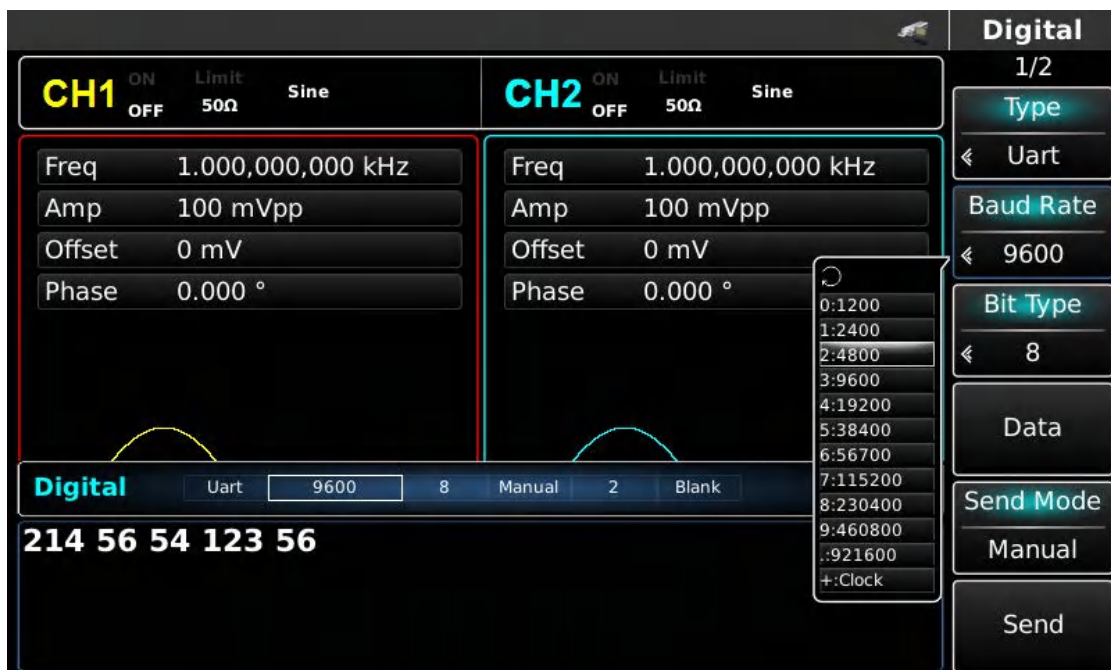 Digital
1/2
CH1 ON OFF Limit 50Ω Sine
CH2 ON OFF Limit 50Ω Sine
Type
Uart
Freq 1.000,000,000 kHz
Amp 100 mVpp
Offset 0 mV
Phase 0.000 °
Freq 1.000,000,000 kHz
Amp 100 mVpp
Offset 0 mV
Phase 0.000 °
Baud Rate
9600
0:1200
1:2400
2:4800
3:9600
4:19200
5:38400
6:56700
7:115200
8:230400
9:460800
.:921600
+:Clock
Bit Type
8
Data
Send Mode
Manual
Send
Digital Uart 9600 8 Manual 2 Blank
214 56 54 123 56